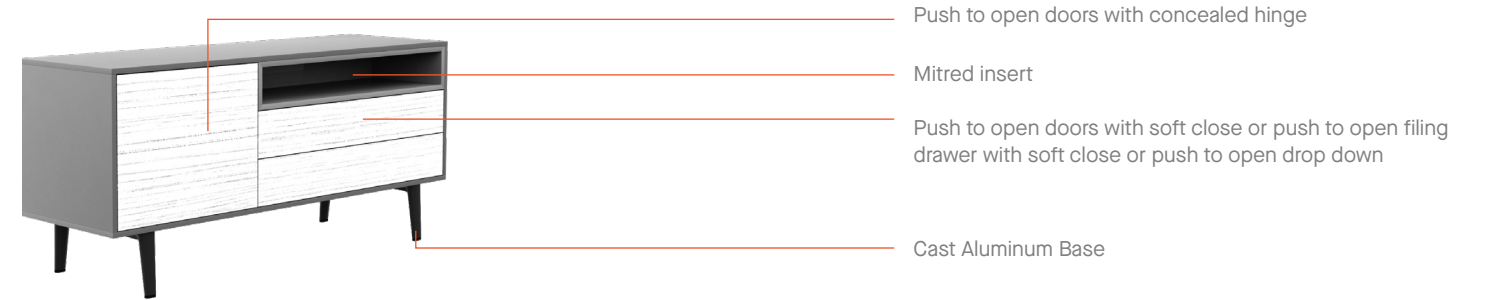 Push to open doors with concealed hinge
Mitred insert
Push to open doors with soft close or push to open filing
drawer with soft close or push to open drop down
Cast Aluminum Base